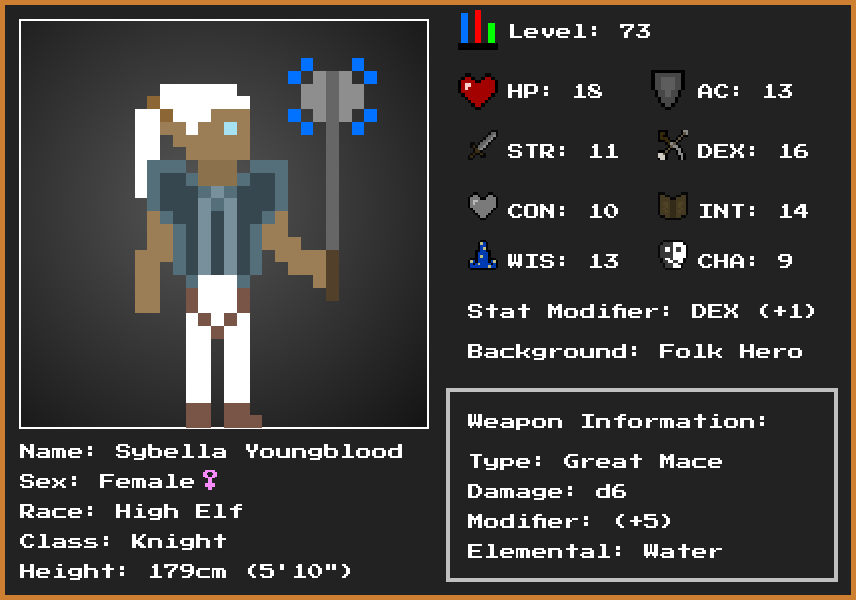 Level: 73
HP: 18
AC: 13
STR: 11
DEX: 16
CON: 10
INT: 14
WIS: 13
CHA: 9
Stat Modifier: DEX (+1)
Background: Folk Hero
Weapon Information:
Type: Great Mace
Damage: d6
Modifier: (+5)
Elemental: Water
Name: Sybella Youngblood
Sex: Female♀
Race: High Elf
Class: Knight
Height: 179cm (5'10")